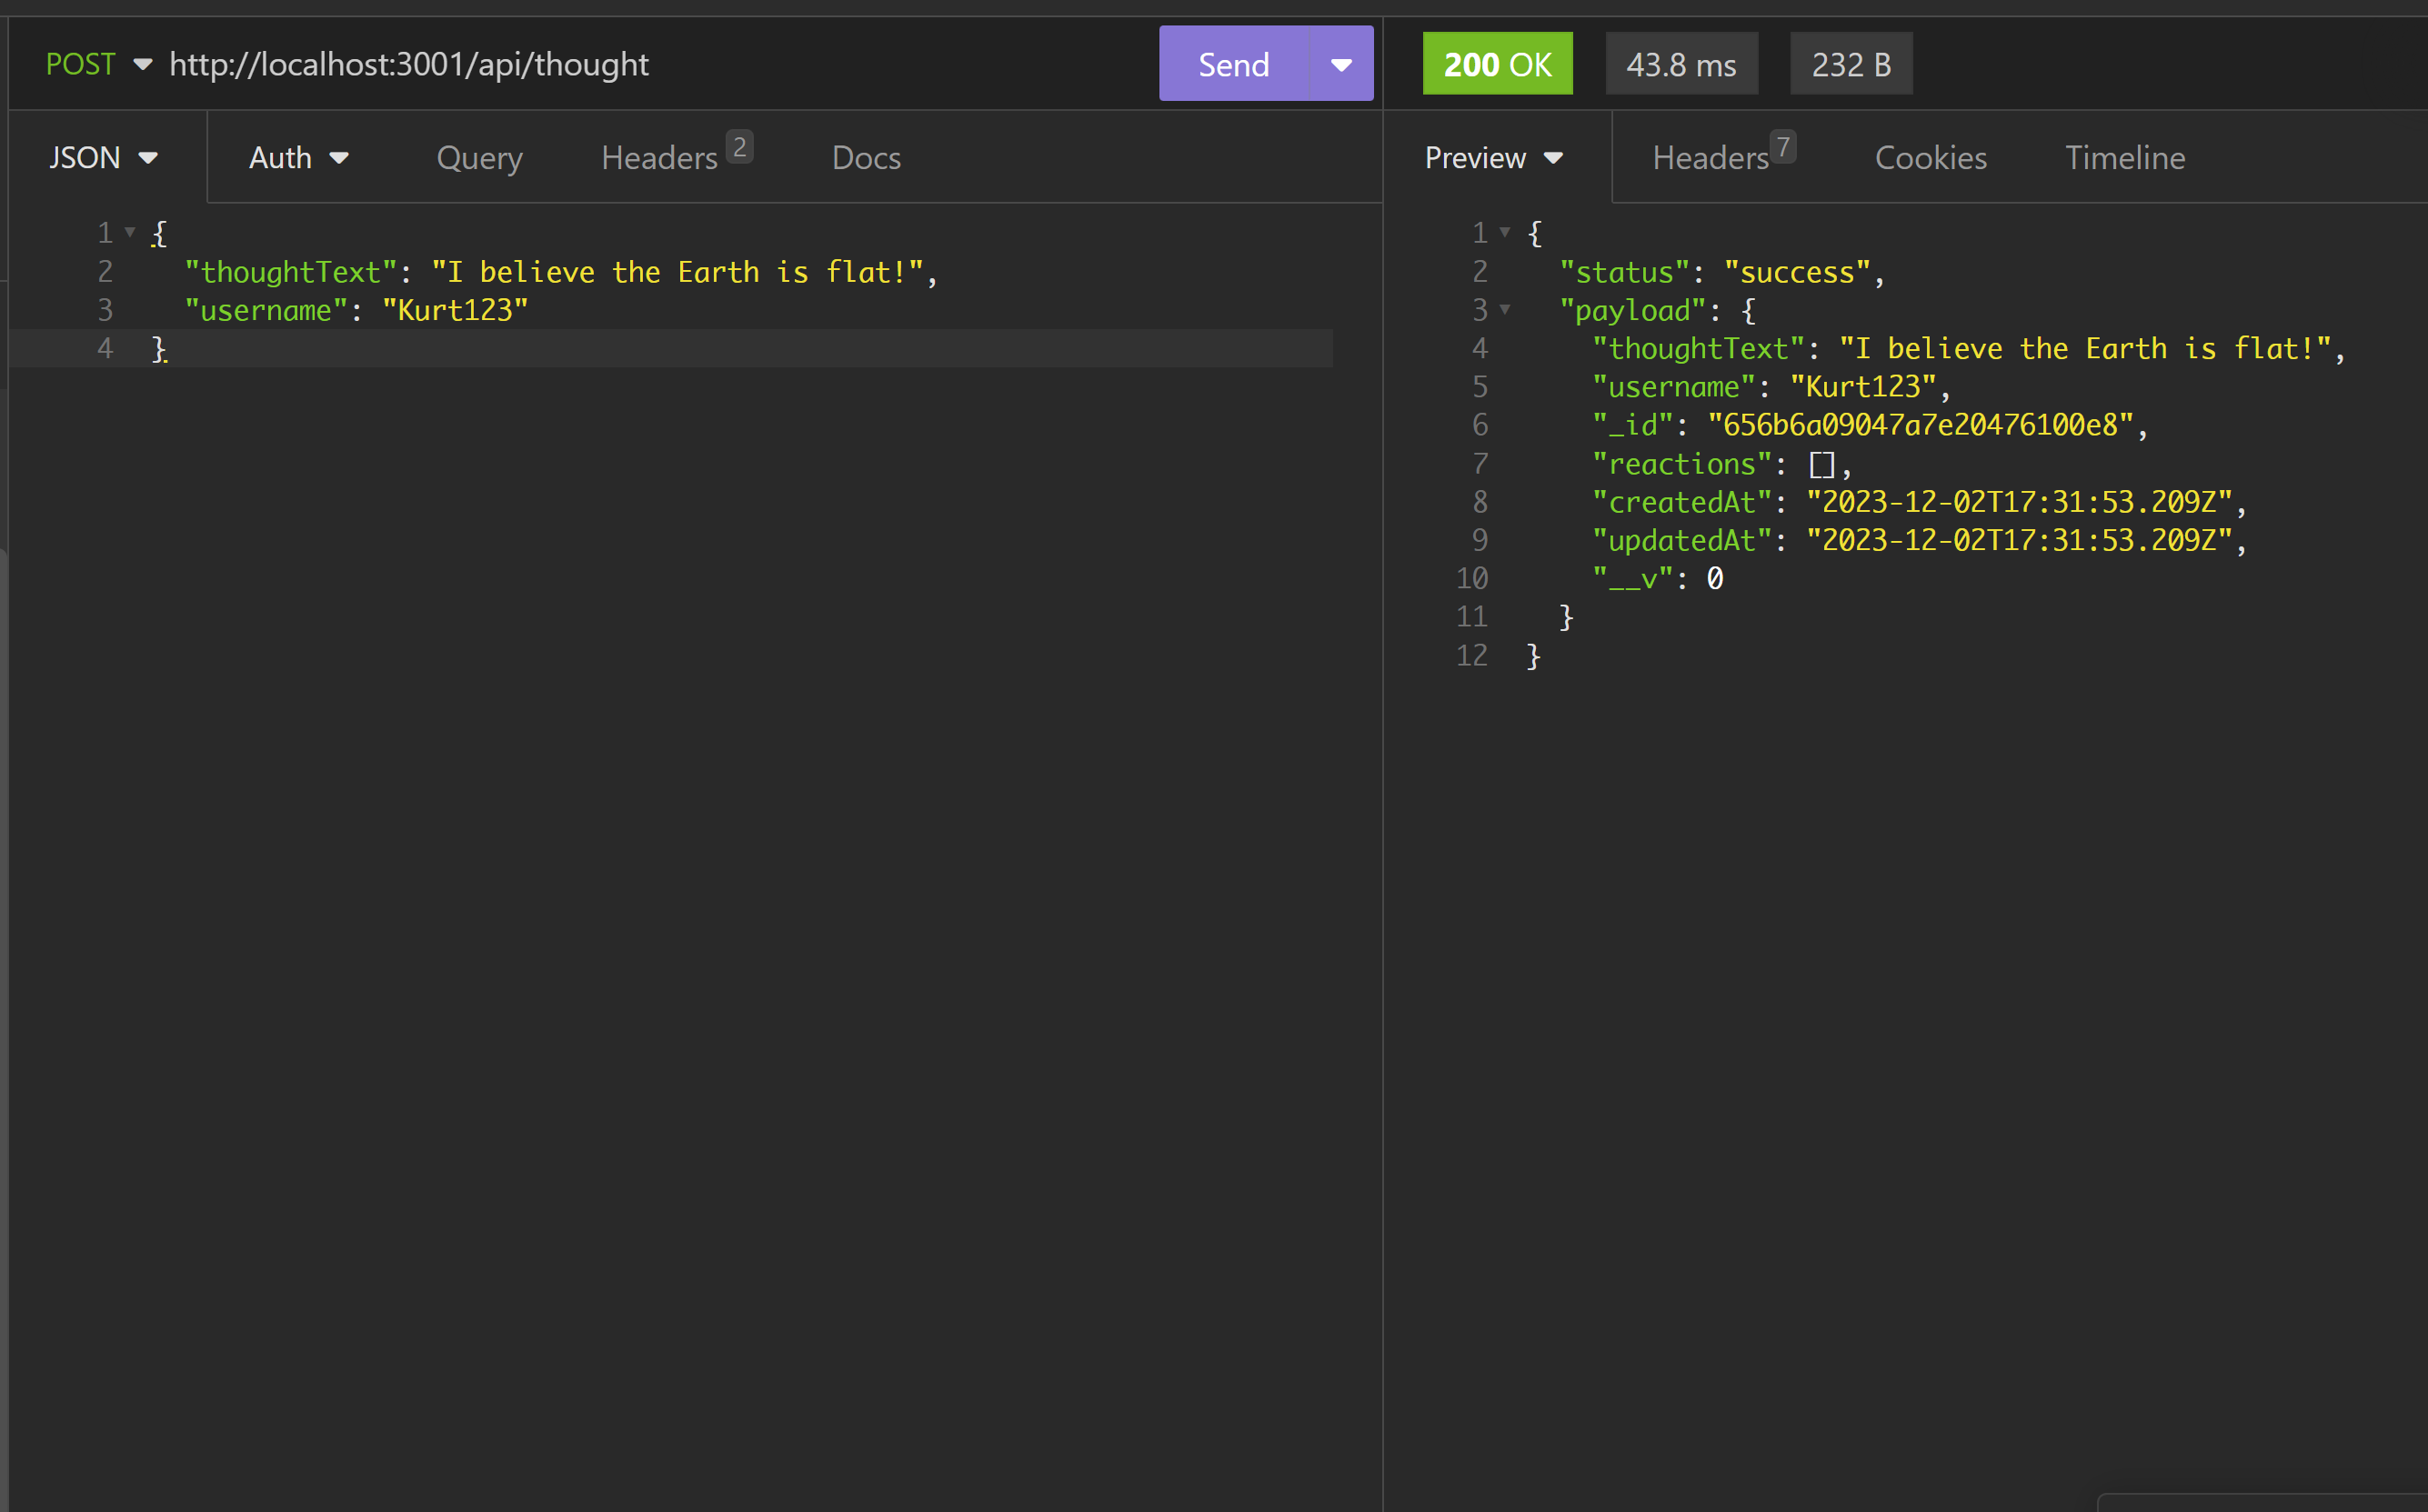 POST http://localhost:3001/api/thought Send 200 OK 43.8 ms 232 B
JSON Auth Query Headers 2 Docs Preview Headers 7 Cookies Timeline
1 {
2 "thoughtText": "I believe the Earth is flat!",
3 "username": "Kurt123"
4 }
1 {
2 "status": "success",
3 "payload": {
4 "thoughtText": "I believe the Earth is flat!",
5 "username": "Kurt123",
6 "_id": "656b6a09047a7e20476100e8",
7 "reactions": [],
8 "createdAt": "2023-12-02T17:31:53.209Z",
9 "updatedAt": "2023-12-02T17:31:53.209Z",
10 "__v": 0
11 }
12 }